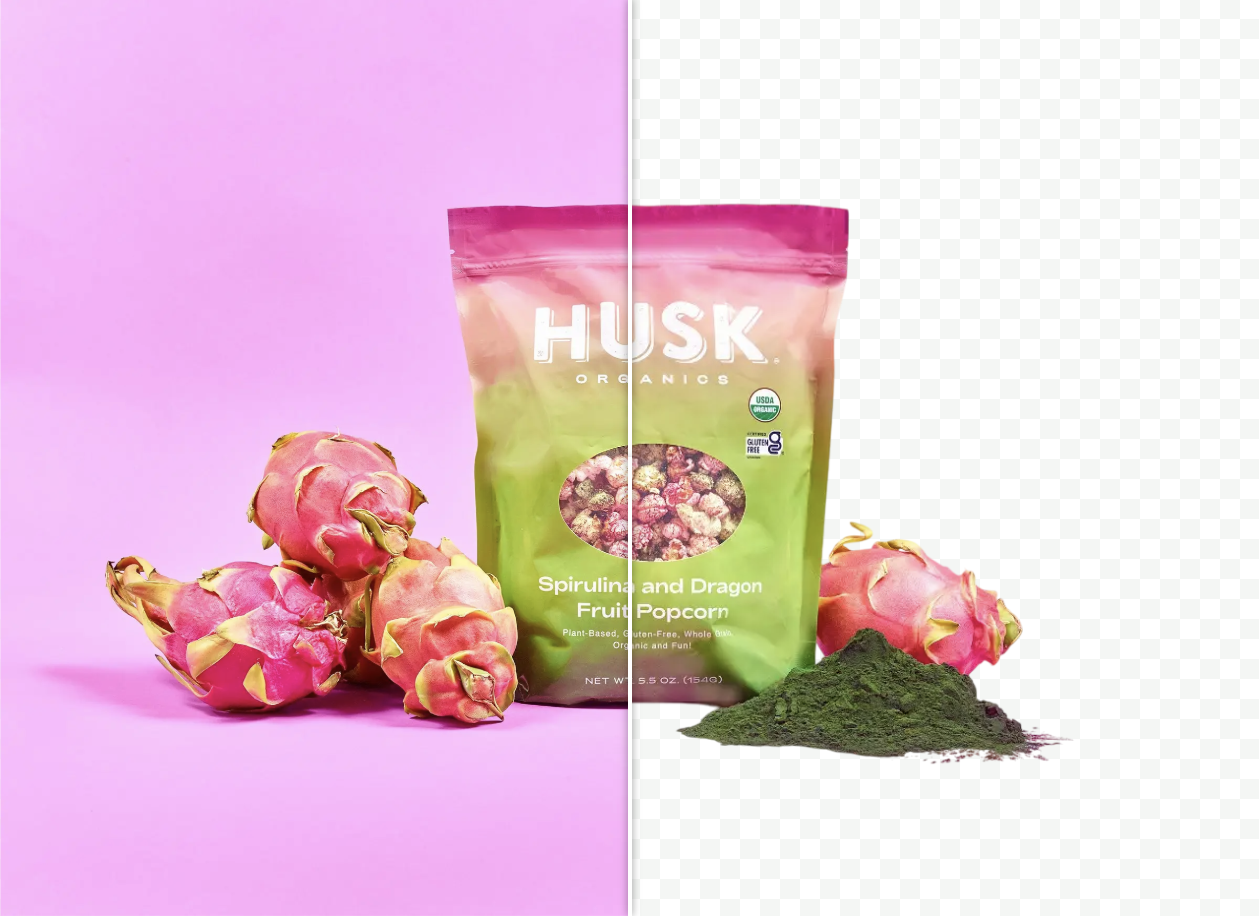 HUSK
ORGANICS
USDA
ORGANIC
GLUTEN
FREE
Spirulina and Dragon
Fruit Popcorn
Plant-Based, Gluten-Free, Whole Grain,
Organic and Fun!
NET WT. 5.5 OZ. (154G)